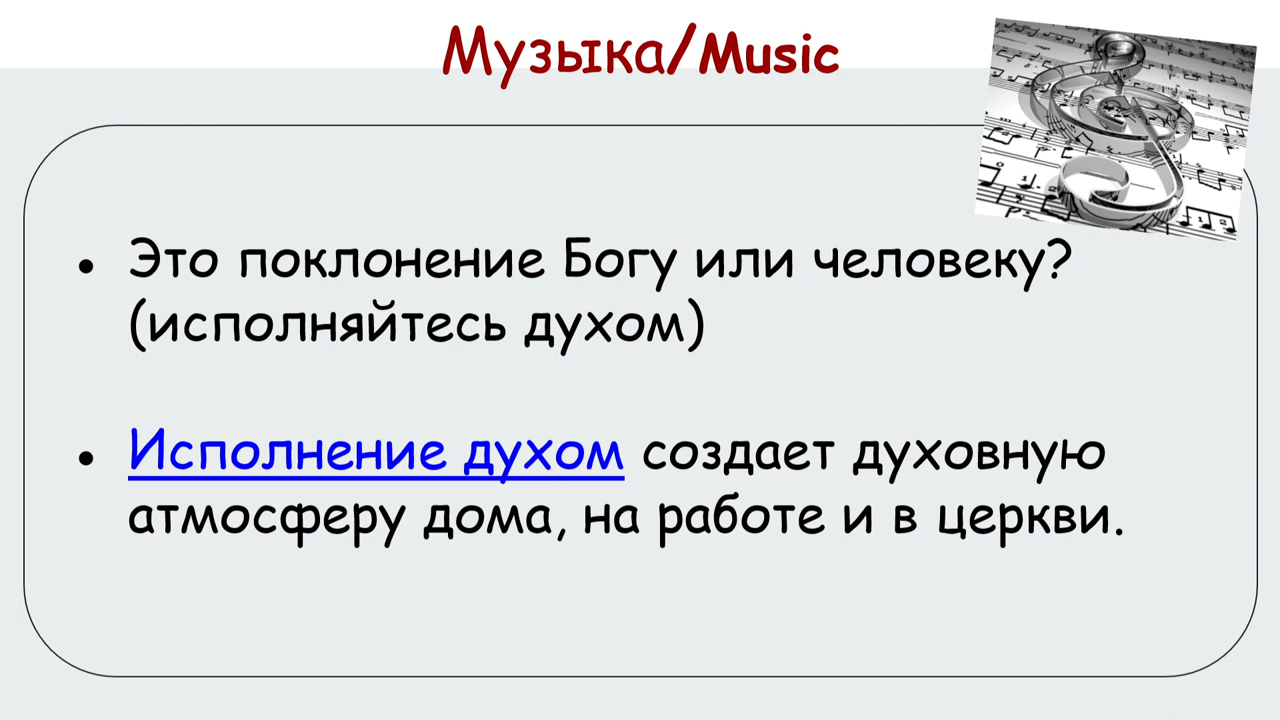 Музыка/Music
• Это поклонение Богу или человеку?
(исполняйтесь духом)
• Исполнение духом создает духовную
атмосферу дома, на работе и в церкви.